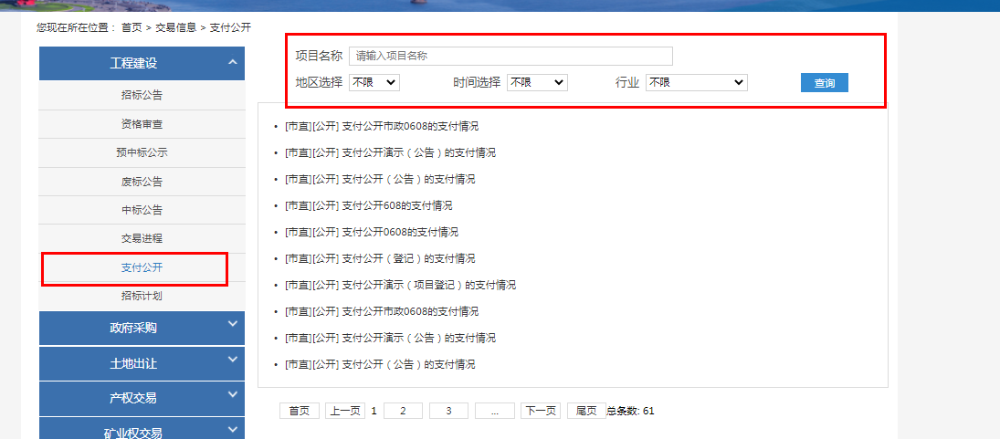 您现在所在位置： 首页 > 交易信息 > 支付公开
工程建设
招标公告
资格审查
预中标公示
废标公告
中标公告
交易进程
支付公开
招标计划
政府采购
土地出让
产权交易
矿业权交易
项目名称 请输入项目名称
地区选择 不限 时间选择 不限 行业 不限 查询
• [市直][公开] 支付公开市政0608的支付情况
• [市直][公开] 支付公开演示（公告）的支付情况
• [市直][公开] 支付公开（公告）的支付情况
• [市直][公开] 支付公开608的支付情况
• [市直][公开] 支付公开0608的支付情况
• [市直][公开] 支付公开（登记）的支付情况
• [市直][公开] 支付公开演示（项目登记）的支付情况
• [市直][公开] 支付公开市政0608的支付情况
• [市直][公开] 支付公开演示（公告）的支付情况
• [市直][公开] 支付公开（公告）的支付情况
首页 上一页 1 2 3 ... 下一页 尾页 总条数: 61